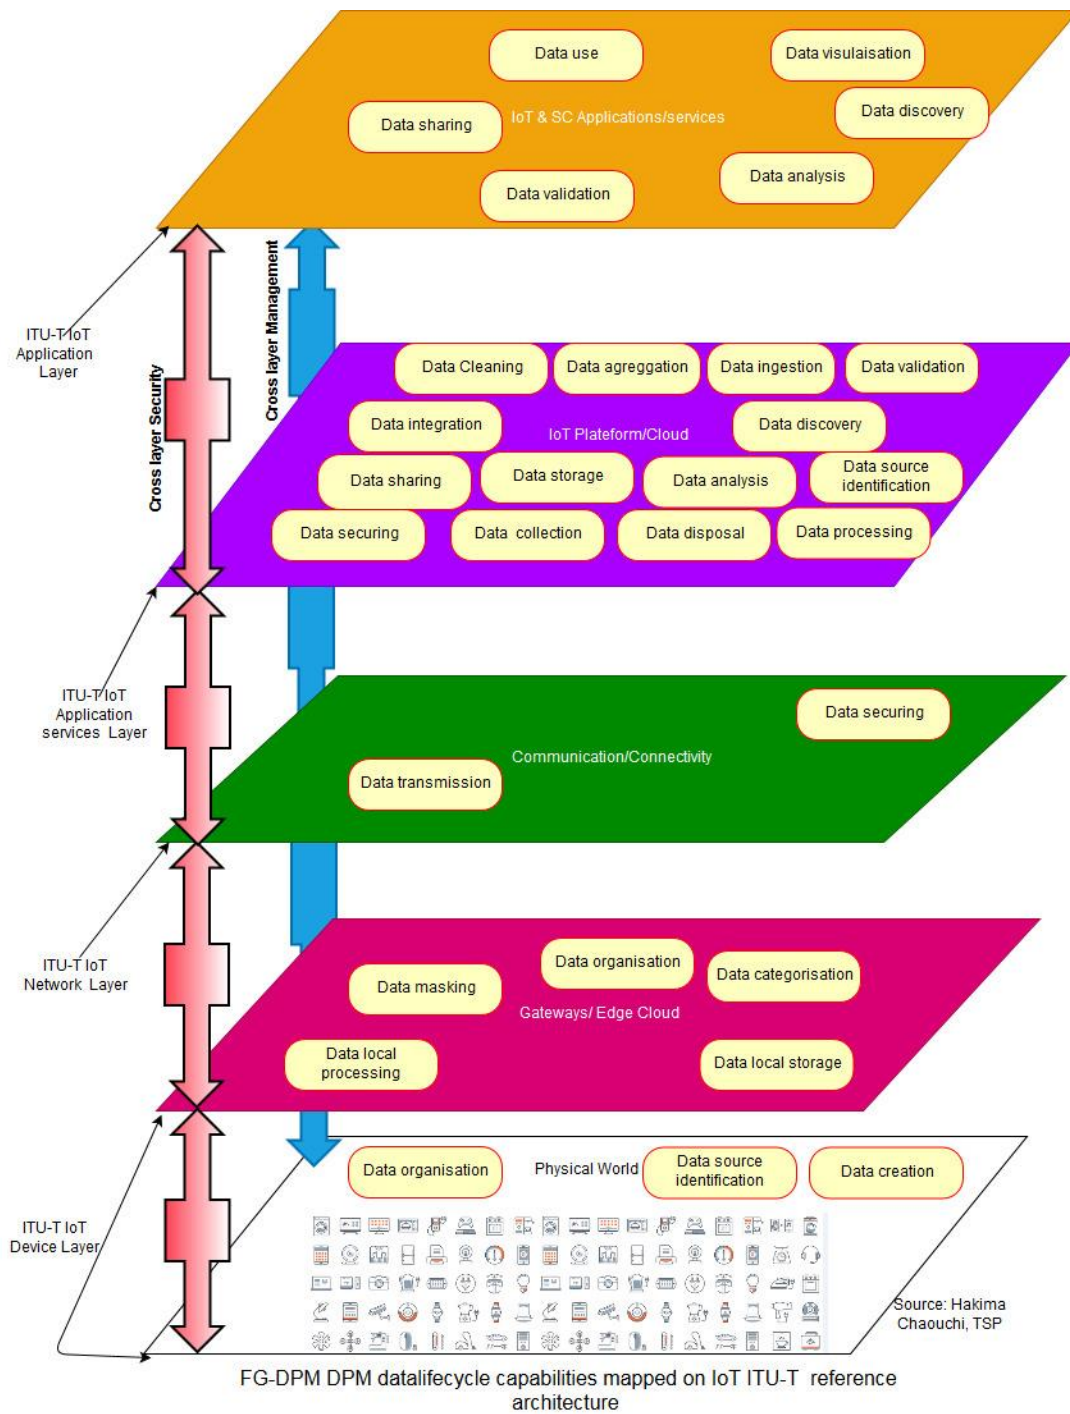 Data use
Data visulaisation
Data sharing
IoT & SC Applications/services
Data discovery
Data validation
Data analysis
Cross layer Management
ITU-T IoT
Application
Layer
Cross layer Security
Data Cleaning
Data agreggation
Data ingestion
Data validation
Data integration
IoT Plateform/Cloud
Data discovery
Data sharing
Data storage
Data analysis
Data source
identification
Data securing
Data collection
Data disposal
Data processing
ITU-T IoT
Application
services Layer
Data securing
Communication/Connectivity
Data transmission
ITU-T IoT
Network Layer
Data organisation
Data masking
Data categorisation
Gateways/ Edge Cloud
Data local
processing
Data local storage
Data organisation
Physical World
Data source
identification
Data creation
ITU-T IoT
Device Layer
Source: Hakima
Chaouchi, TSP
FG-DPM DPM datalifecycle capabilities mapped on IoT ITU-T reference
architecture